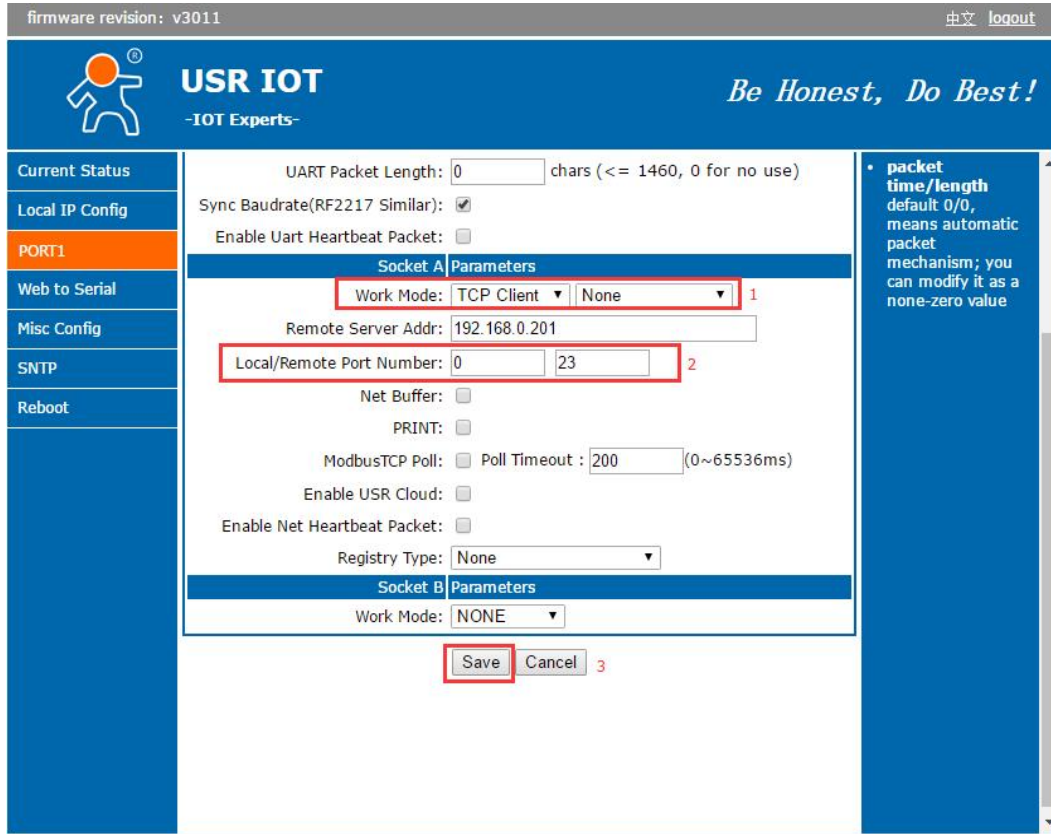 firmware revision: v3011
中文 logout
®
USR IOT
-IOT Experts-
Be Honest, Do Best!
Current Status
Local IP Config
PORT1
Web to Serial
Misc Config
SNTP
Reboot
UART Packet Length: 0 chars (<= 1460, 0 for no use)
Sync Baudrate(RF2217 Similar):
Enable Uart Heartbeat Packet:
Socket A Parameters
Work Mode: TCP Client None 1
Remote Server Addr: 192.168.0.201
Local/Remote Port Number: 0 23 2
Net Buffer:
PRINT:
ModbusTCP Poll: Poll Timeout : 200 (0~65536ms)
Enable USR Cloud:
Enable Net Heartbeat Packet:
Registry Type: None
Socket B Parameters
Work Mode: NONE
Save Cancel 3
• packet
time/length
default 0/0,
means automatic
packet
mechanism; you
can modify it as a
none-zero value